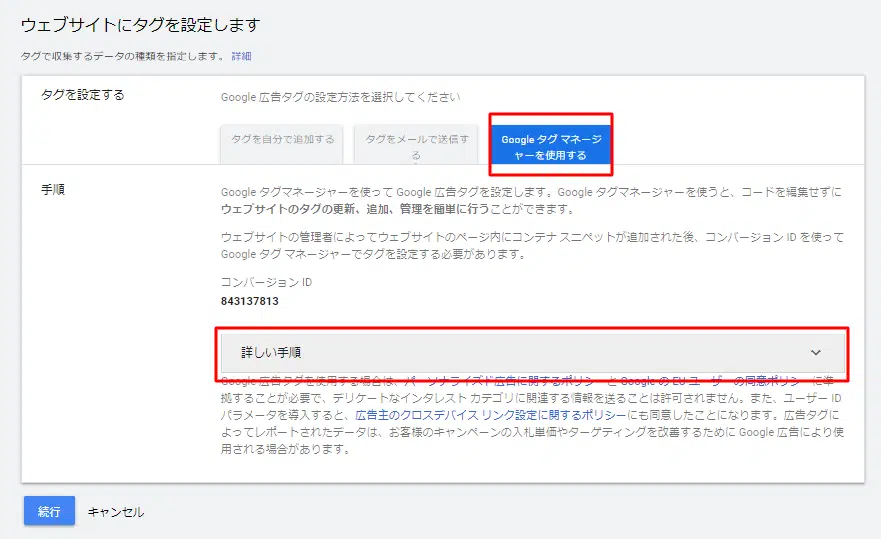 ウェブサイトにタグを設定します
タグで収集するデータの種類を指定します。 詳細
タグを設定する
Google 広告タグの設定方法を選択してください
タグを自分で追加する
タグをメールで送信す
る
Google タグ マネージ
ャーを使用する
手順
Google タグマネージャーを使って Google 広告タグを設定します。Google タグマネージャーを使うと、コードを編集せずに
ウェブサイトのタグの更新、追加、管理を簡単に行うことができます。
ウェブサイトの管理者によってウェブサイトのページ内にコンテナ スニペットが追加された後、コンバージョン ID を使って
Google タグ マネージャーでタグを設定する必要があります。
コンバージョン ID
843137813
詳しい手順
Google 広告タグを使用する場合は、パーソナライズド広告に関するポリシーと Google の EU ユーザーの同意ポリシーに準
拠することが必要で、デリケートなインタレスト カテゴリに関連する情報を送ることは許可されません。また、ユーザー ID
パラメータを導入すると、広告主のクロスデバイス リンク設定に関するポリシーにも同意したことになります。広告タグに
よってレポートされたデータは、お客様のキャンペーンの入札単価やターゲティングを改善するために Google 広告により使
用される場合があります。
続行
キャンセル